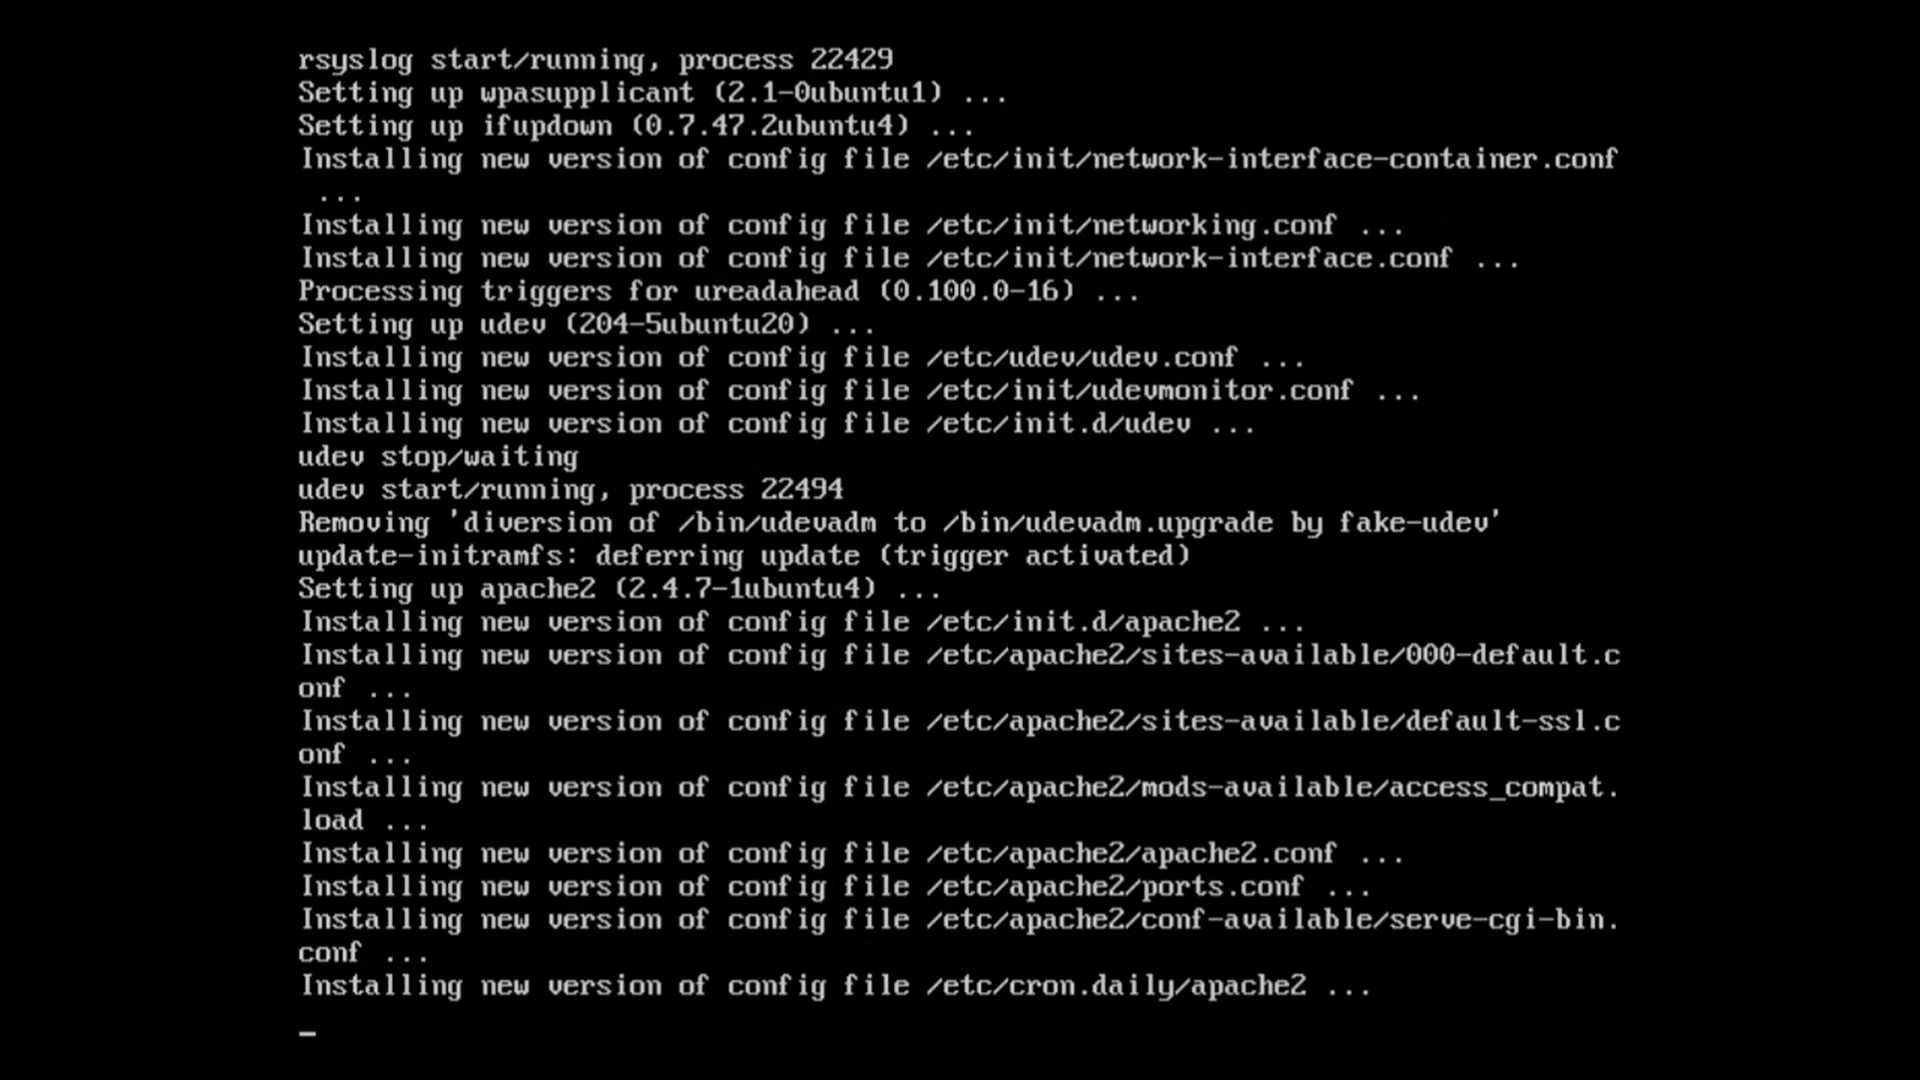 rsyslog start/running, process 22429
Setting up wpasupplicant (2.1-0ubuntu1) ...
Setting up ifupdown (0.7.47.2ubuntu4) ...
Installing new version of config file /etc/init/network-interface-container.conf
...
Installing new version of config file /etc/init/networking.conf ...
Installing new version of config file /etc/init/network-interface.conf ...
Processing triggers for ureadahead (0.100.0-16) ...
Setting up udev (204-5ubuntu20) ...
Installing new version of config file /etc/udev/udev.conf ...
Installing new version of config file /etc/init/udevmonitor.conf ...
Installing new version of config file /etc/init.d/udev ...
udev stop/waiting
udev start/running, process 22494
Removing 'diversion of /bin/udevadm to /bin/udevadm.upgrade by fake-udev'
update-initramfs: deferring update (trigger activated)
Setting up apache2 (2.4.7-1ubuntu4) ...
Installing new version of config file /etc/init.d/apache2 ...
Installing new version of config file /etc/apache2/sites-available/000-default.c
onf ...
Installing new version of config file /etc/apache2/sites-available/default-ssl.c
onf ...
Installing new version of config file /etc/apache2/mods-available/access_compat.
load ...
Installing new version of config file /etc/apache2/apache2.conf ...
Installing new version of config file /etc/apache2/ports.conf ...
Installing new version of config file /etc/apache2/conf-available/serve-cgi-bin.
conf ...
Installing new version of config file /etc/cron.daily/apache2 ...
_